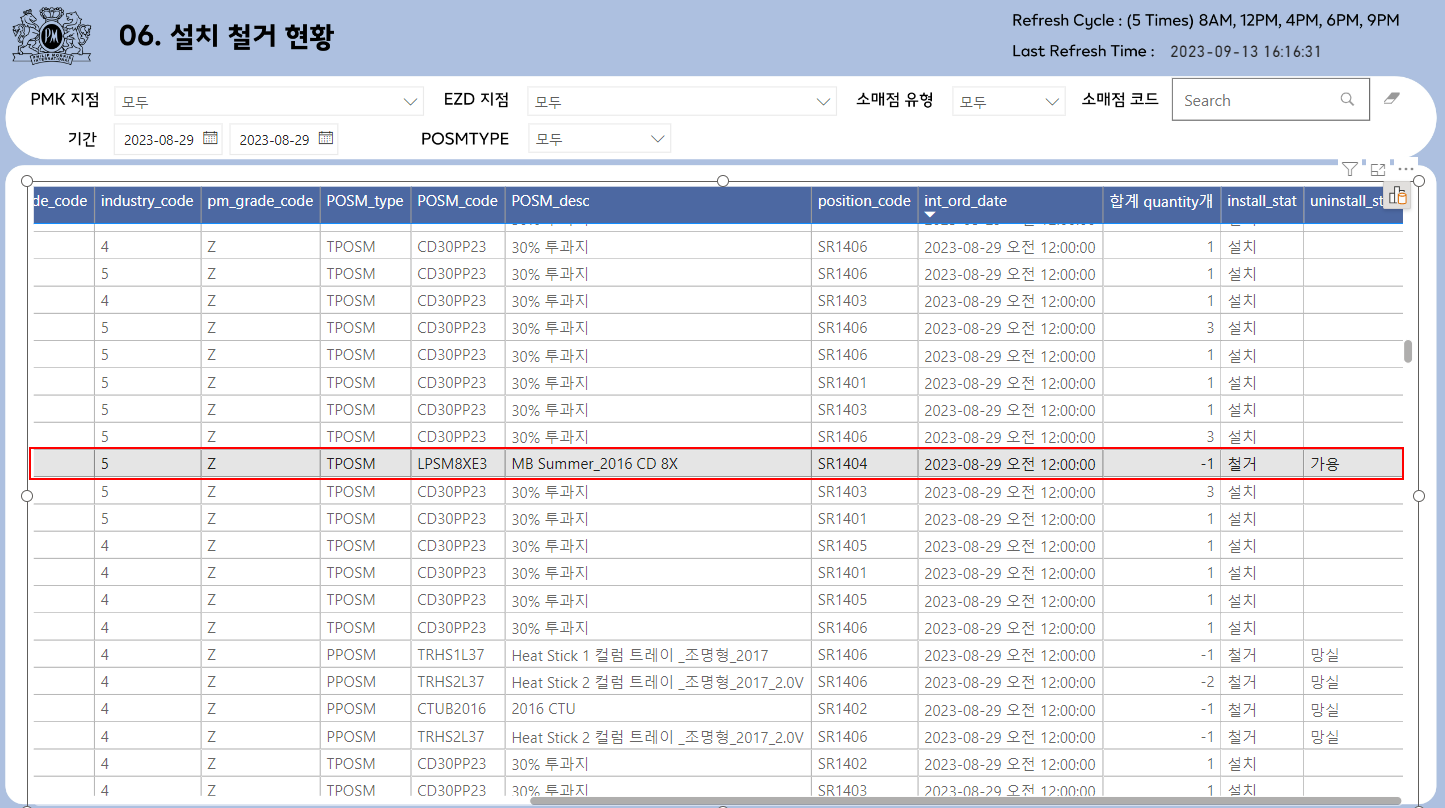 PM
PHILIP MORRIS
INTERNATIONAL
06. 설치 철거 현황
Refresh Cycle : (5 Times) 8AM, 12PM, 4PM, 6PM, 9PM
Last Refresh Time : 2023-09-13 16:16:31
PMK 지점 모두 EZD 지점 모두 소매점 유형 모두 소매점 코드 Search
기간 2023-08-29 2023-08-29 POSMTYPE 모두
de_code industry_code pm_grade_code POSM_type POSM_code POSM_desc position_code int_ord_date 합계 quantity개 install_stat uninstall_st
4 Z TPOSM CD30PP23 30% 투과지 SR1406 2023-08-29 오전 12:00:00 1 설치
5 Z TPOSM CD30PP23 30% 투과지 SR1406 2023-08-29 오전 12:00:00 1 설치
4 Z TPOSM CD30PP23 30% 투과지 SR1403 2023-08-29 오전 12:00:00 1 설치
5 Z TPOSM CD30PP23 30% 투과지 SR1406 2023-08-29 오전 12:00:00 3 설치
5 Z TPOSM CD30PP23 30% 투과지 SR1406 2023-08-29 오전 12:00:00 1 설치
5 Z TPOSM CD30PP23 30% 투과지 SR1401 2023-08-29 오전 12:00:00 1 설치
5 Z TPOSM CD30PP23 30% 투과지 SR1403 2023-08-29 오전 12:00:00 1 설치
5 Z TPOSM CD30PP23 30% 투과지 SR1406 2023-08-29 오전 12:00:00 3 설치
5 Z TPOSM LPSM8XE3 MB Summer_2016 CD 8X SR1404 2023-08-29 오전 12:00:00 -1 철거 가용
5 Z TPOSM CD30PP23 30% 투과지 SR1403 2023-08-29 오전 12:00:00 3 설치
5 Z TPOSM CD30PP23 30% 투과지 SR1401 2023-08-29 오전 12:00:00 1 설치
4 Z TPOSM CD30PP23 30% 투과지 SR1405 2023-08-29 오전 12:00:00 1 설치
4 Z TPOSM CD30PP23 30% 투과지 SR1401 2023-08-29 오전 12:00:00 1 설치
4 Z TPOSM CD30PP23 30% 투과지 SR1405 2023-08-29 오전 12:00:00 1 설치
4 Z TPOSM CD30PP23 30% 투과지 SR1406 2023-08-29 오전 12:00:00 1 설치
4 Z PPOSM TRHS1L37 Heat Stick 1 컬럼 트레이 _조명형_2017 SR1406 2023-08-29 오전 12:00:00 -1 철거 망실
4 Z PPOSM TRHS2L37 Heat Stick 2 컬럼 트레이 _조명형_2017_2.0V SR1406 2023-08-29 오전 12:00:00 -2 철거 망실
4 Z PPOSM CTUB2016 2016 CTU SR1402 2023-08-29 오전 12:00:00 -1 철거 망실
4 Z PPOSM TRHS2L37 Heat Stick 2 컬럼 트레이 _조명형_2017_2.0V SR1406 2023-08-29 오전 12:00:00 -1 철거 망실
4 Z TPOSM CD30PP23 30% 투과지 SR1402 2023-08-29 오전 12:00:00 1 설치
4 Z TPOSM CD30PP23 30% 투과지 SR1403 2023-08-29 오전 12:00:00 1 설치